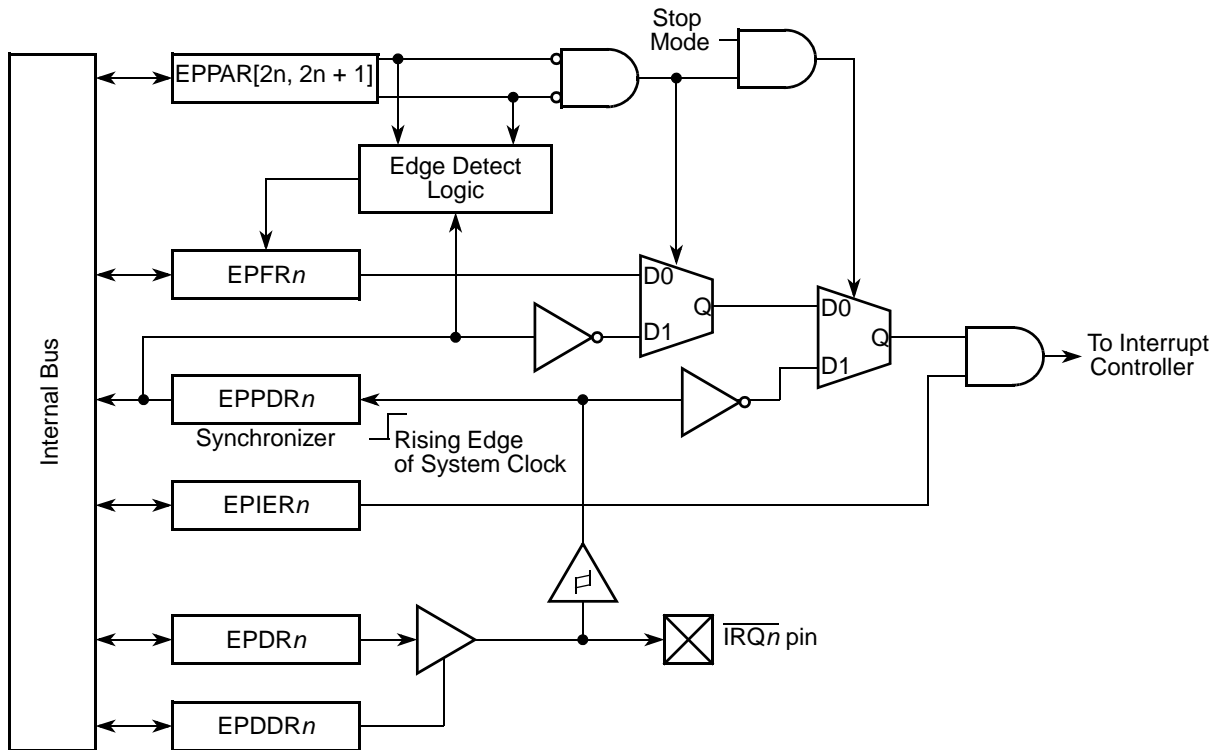 Stop
Mode
EPPAR[2n, 2n + 1]
Edge Detect
Logic
EPFRn
D0
Q
D1
D0
Q
D1
To Interrupt
Controller
Internal Bus
EPPDRn
Synchronizer
Rising Edge
of System Clock
EPIERn
EPDRn
IRQn pin
EPDDRn